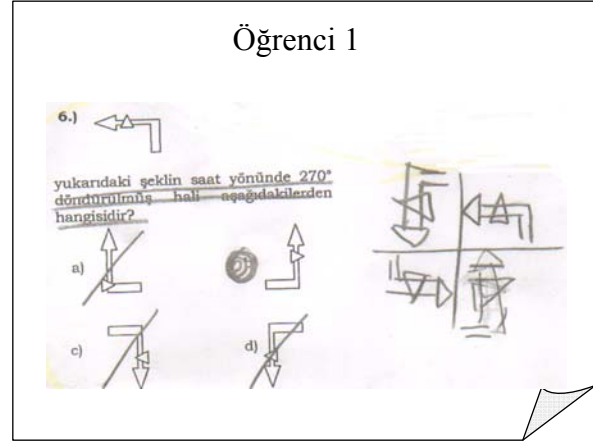 Öğrenci 1
6.)
yukarıdaki şeklin saat yönünde 270°
döndürülmüş hali aşağıdakilerden
hangisidir?
a)
c)
d)